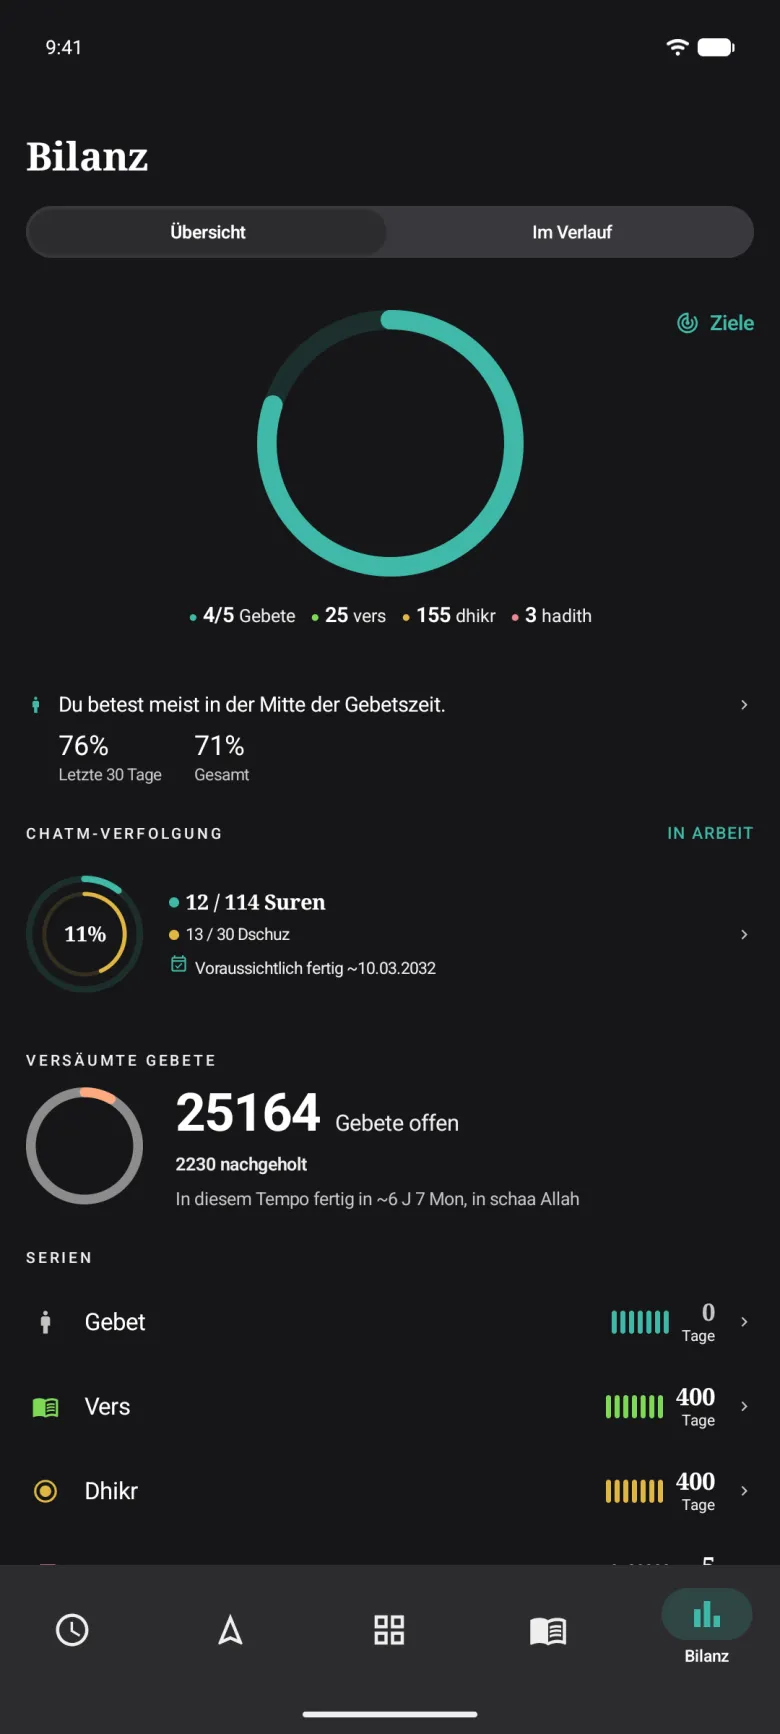 9:41
Bilanz
Übersicht
Im Verlauf
Ziele
4/5 Gebete 25 vers 155 dhikr 3 hadith
Du betest meist in der Mitte der Gebetszeit.
76% 71%
Letzte 30 Tage Gesamt
CHATM-VERFOLGUNG IN ARBEIT
11%
12 / 114 Suren
13 / 30 Dschuz
Voraussichtlich fertig ~10.03.2032
VERSÄUMTE GEBETE
25164 Gebete offen
2230 nachgeholt
In diesem Tempo fertig in ~6 J 7 Mon, in schaa Allah
SERIEN
Gebet 0 Tage
Vers 400 Tage
Dhikr 400 Tage
Bilanz